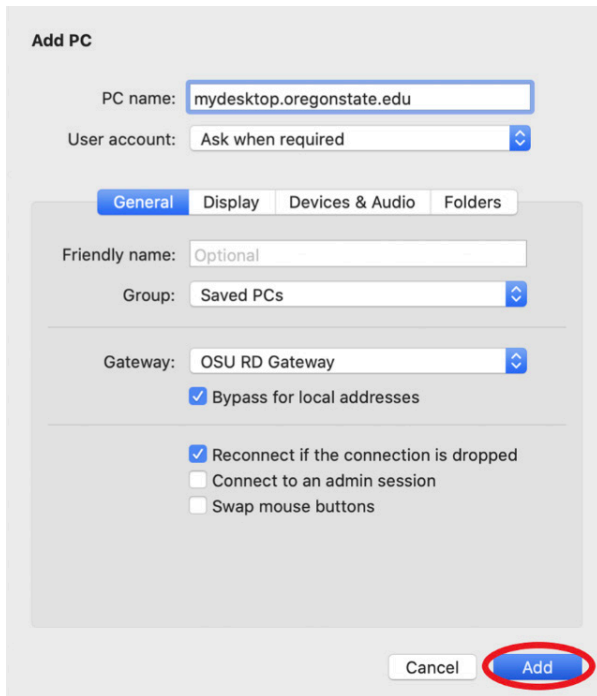 Add PC
PC name: mydesktop.oregonstate.edu
User account: Ask when required
General Display Devices & Audio Folders
Friendly name: Optional
Group: Saved PCs
Gateway: OSU RD Gateway
Bypass for local addresses
Reconnect if the connection is dropped
Connect to an admin session
Swap mouse buttons
Cancel Add